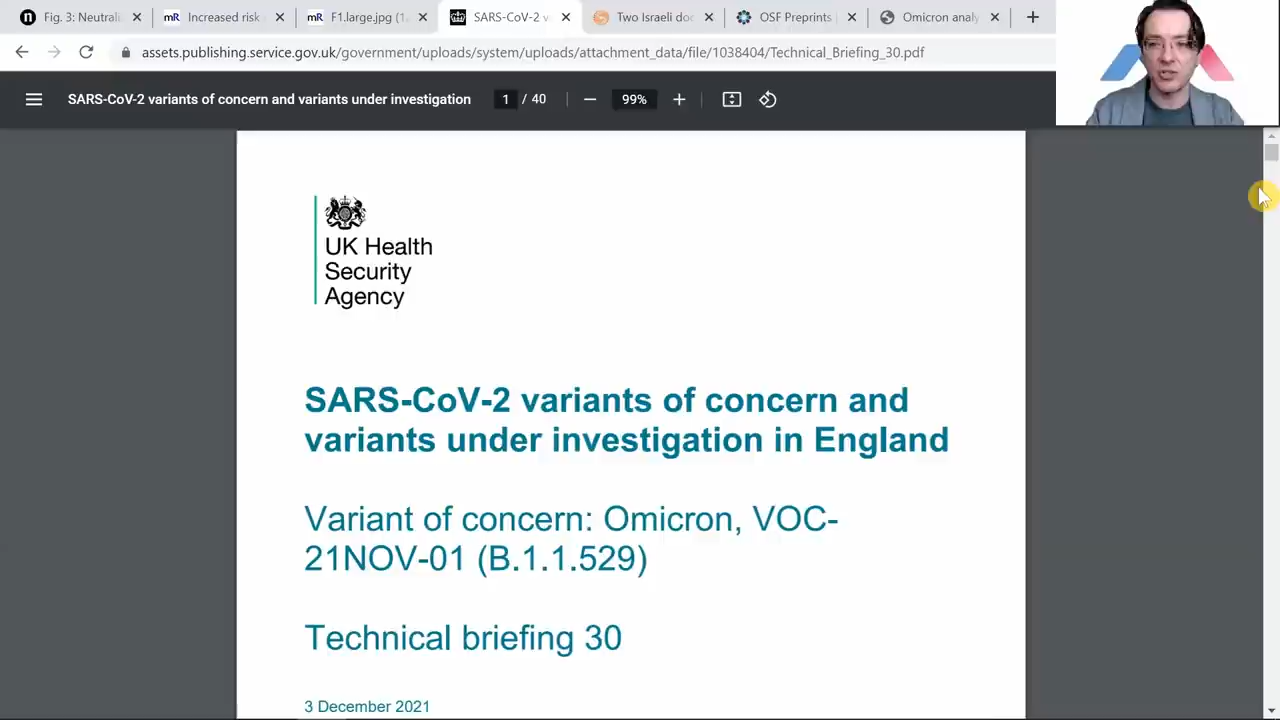 Fig. 3: Neutrali
Increased risk
F1.large.jpg (1
SARS-CoV-2 v
Two Israeli doc
OSF Preprints
Omicron analy
assets.publishing.service.gov.uk/government/uploads/system/uploads/attachment_data/file/1038404/Technical_Briefing_30.pdf
SARS-CoV-2 variants of concern and variants under investigation 1 / 40 99%
UK Health
Security
Agency
SARS-CoV-2 variants of concern and
variants under investigation in England
Variant of concern: Omicron, VOC-
21NOV-01 (B.1.1.529)
Technical briefing 30
3 December 2021